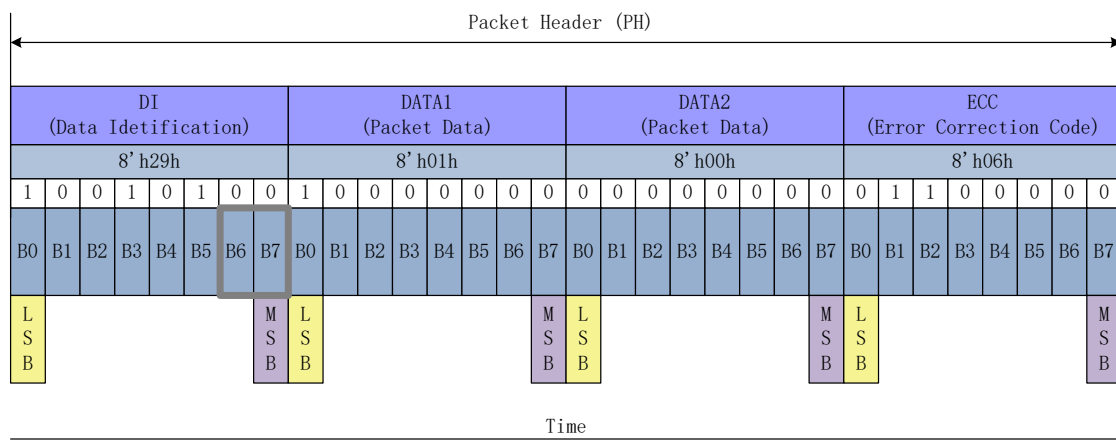 Packet Header (PH)
DI DATA1 DATA2 ECC
(Data Idetification) (Packet Data) (Packet Data) (Error Correction Code)
8'h29h 8'h01h 8'h00h 8'h06h
1 0 0 1 0 1 0 0 1 0 0 0 0 0 0 0 0 0 0 0 0 0 0 0 0 1 1 0 0 0 0 0
B0 B1 B2 B3 B4 B5 B6 B7 B0 B1 B2 B3 B4 B5 B6 B7 B0 B1 B2 B3 B4 B5 B6 B7 B0 B1 B2 B3 B4 B5 B6 B7
L M L M L M L M
S S S S S S S S
B B B B B B B B
Time